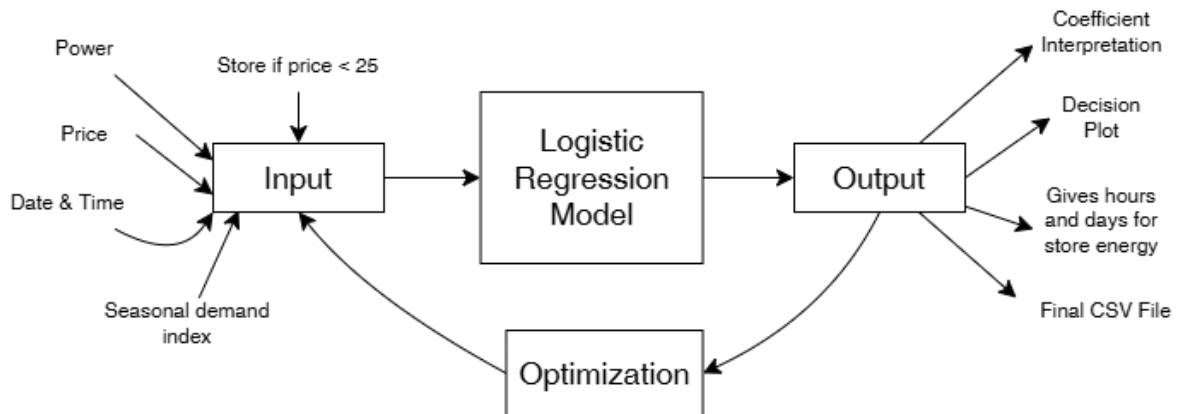 Power
Price
Date & Time
Seasonal demand
index
Store if price < 25
Input
Logistic
Regression
Model
Optimization
Output
Coefficient
Interpretation
Decision
Plot
Gives hours
and days for
store energy
Final CSV File